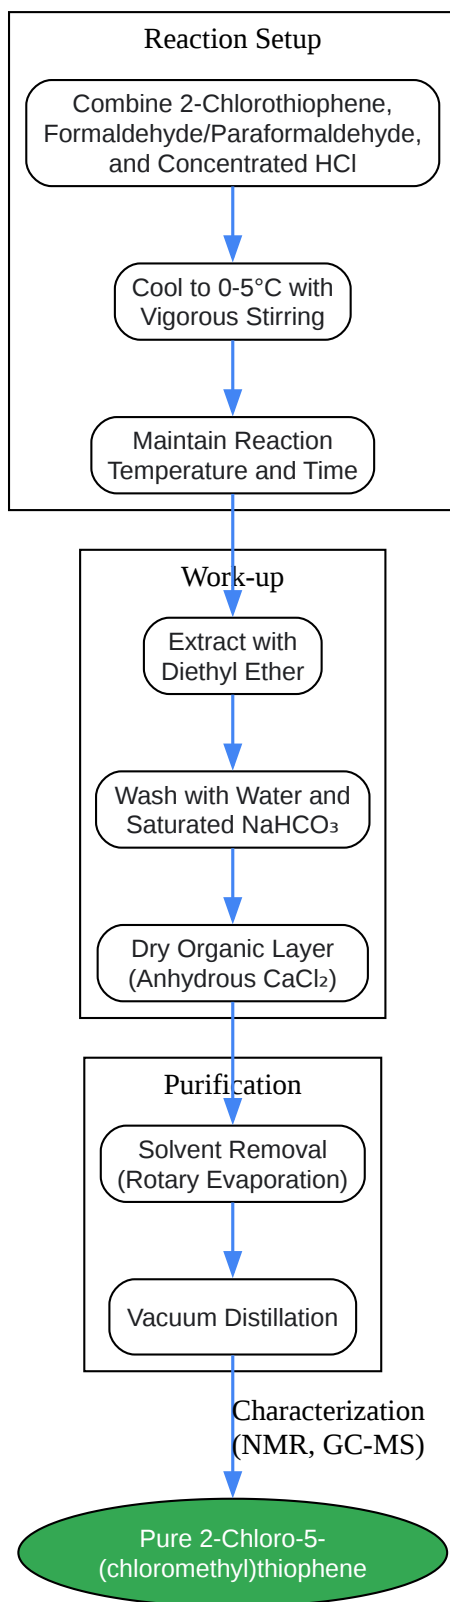 Reaction Setup
Combine 2-Chlorothiophene,
Formaldehyde/Paraformaldehyde,
and Concentrated HCl
Cool to 0-5°C with
Vigorous Stirring
Maintain Reaction
Temperature and Time
Work-up
Extract with
Diethyl Ether
Wash with Water and
Saturated NaHCO₃
Dry Organic Layer
(Anhydrous CaCl₂)
Purification
Solvent Removal
(Rotary Evaporation)
Vacuum Distillation
Characterization
(NMR, GC-MS)
Pure 2-Chloro-5-
(chloromethyl)thiophene